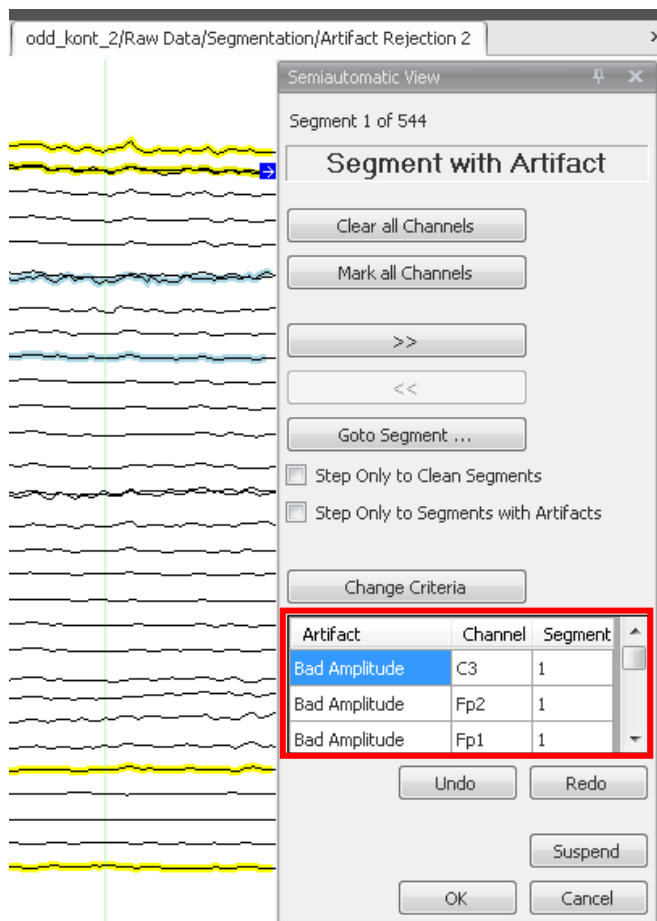 odd_kont_2/Raw Data/Segmentation/Artifact Rejection 2
Semiautomatic View
Segment 1 of 544
Segment with Artifact
Clear all Channels
Mark all Channels
>>
<<
Goto Segment ...
Step Only to Clean Segments
Step Only to Segments with Artifacts
Change Criteria
Artifact Channel Segment
Bad Amplitude C3 1
Bad Amplitude Fp2 1
Bad Amplitude Fp1 1
Undo Redo
Suspend
OK Cancel